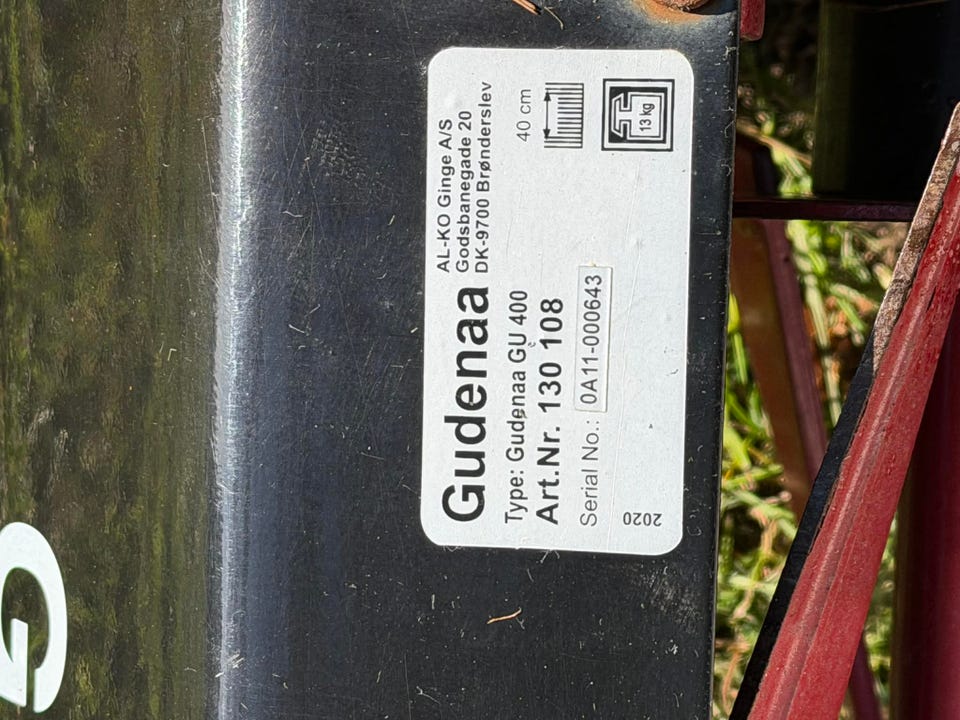 Gudenaa
AL-KO Ginge A/S
Godsbanegade 20
DK-9700 Brønderslev
Type: Gudenaa GU 400
Art.Nr. 130 108
Serial No.: 0A11-000643
2020
40 cm
13 kg
G